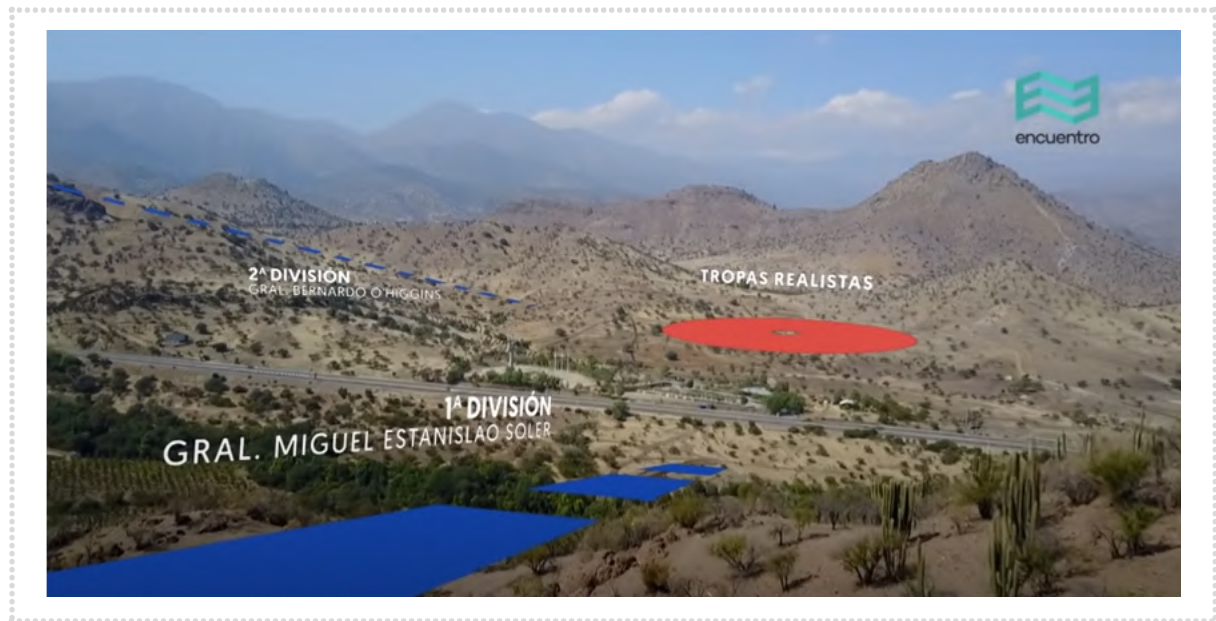 encuentro
2ª DIVISIÓN
GRAL. BERNARDO O'HIGGINS
TROPAS REALISTAS
1ª DIVISIÓN
GRAL. MIGUEL ESTANISLAO SOLER